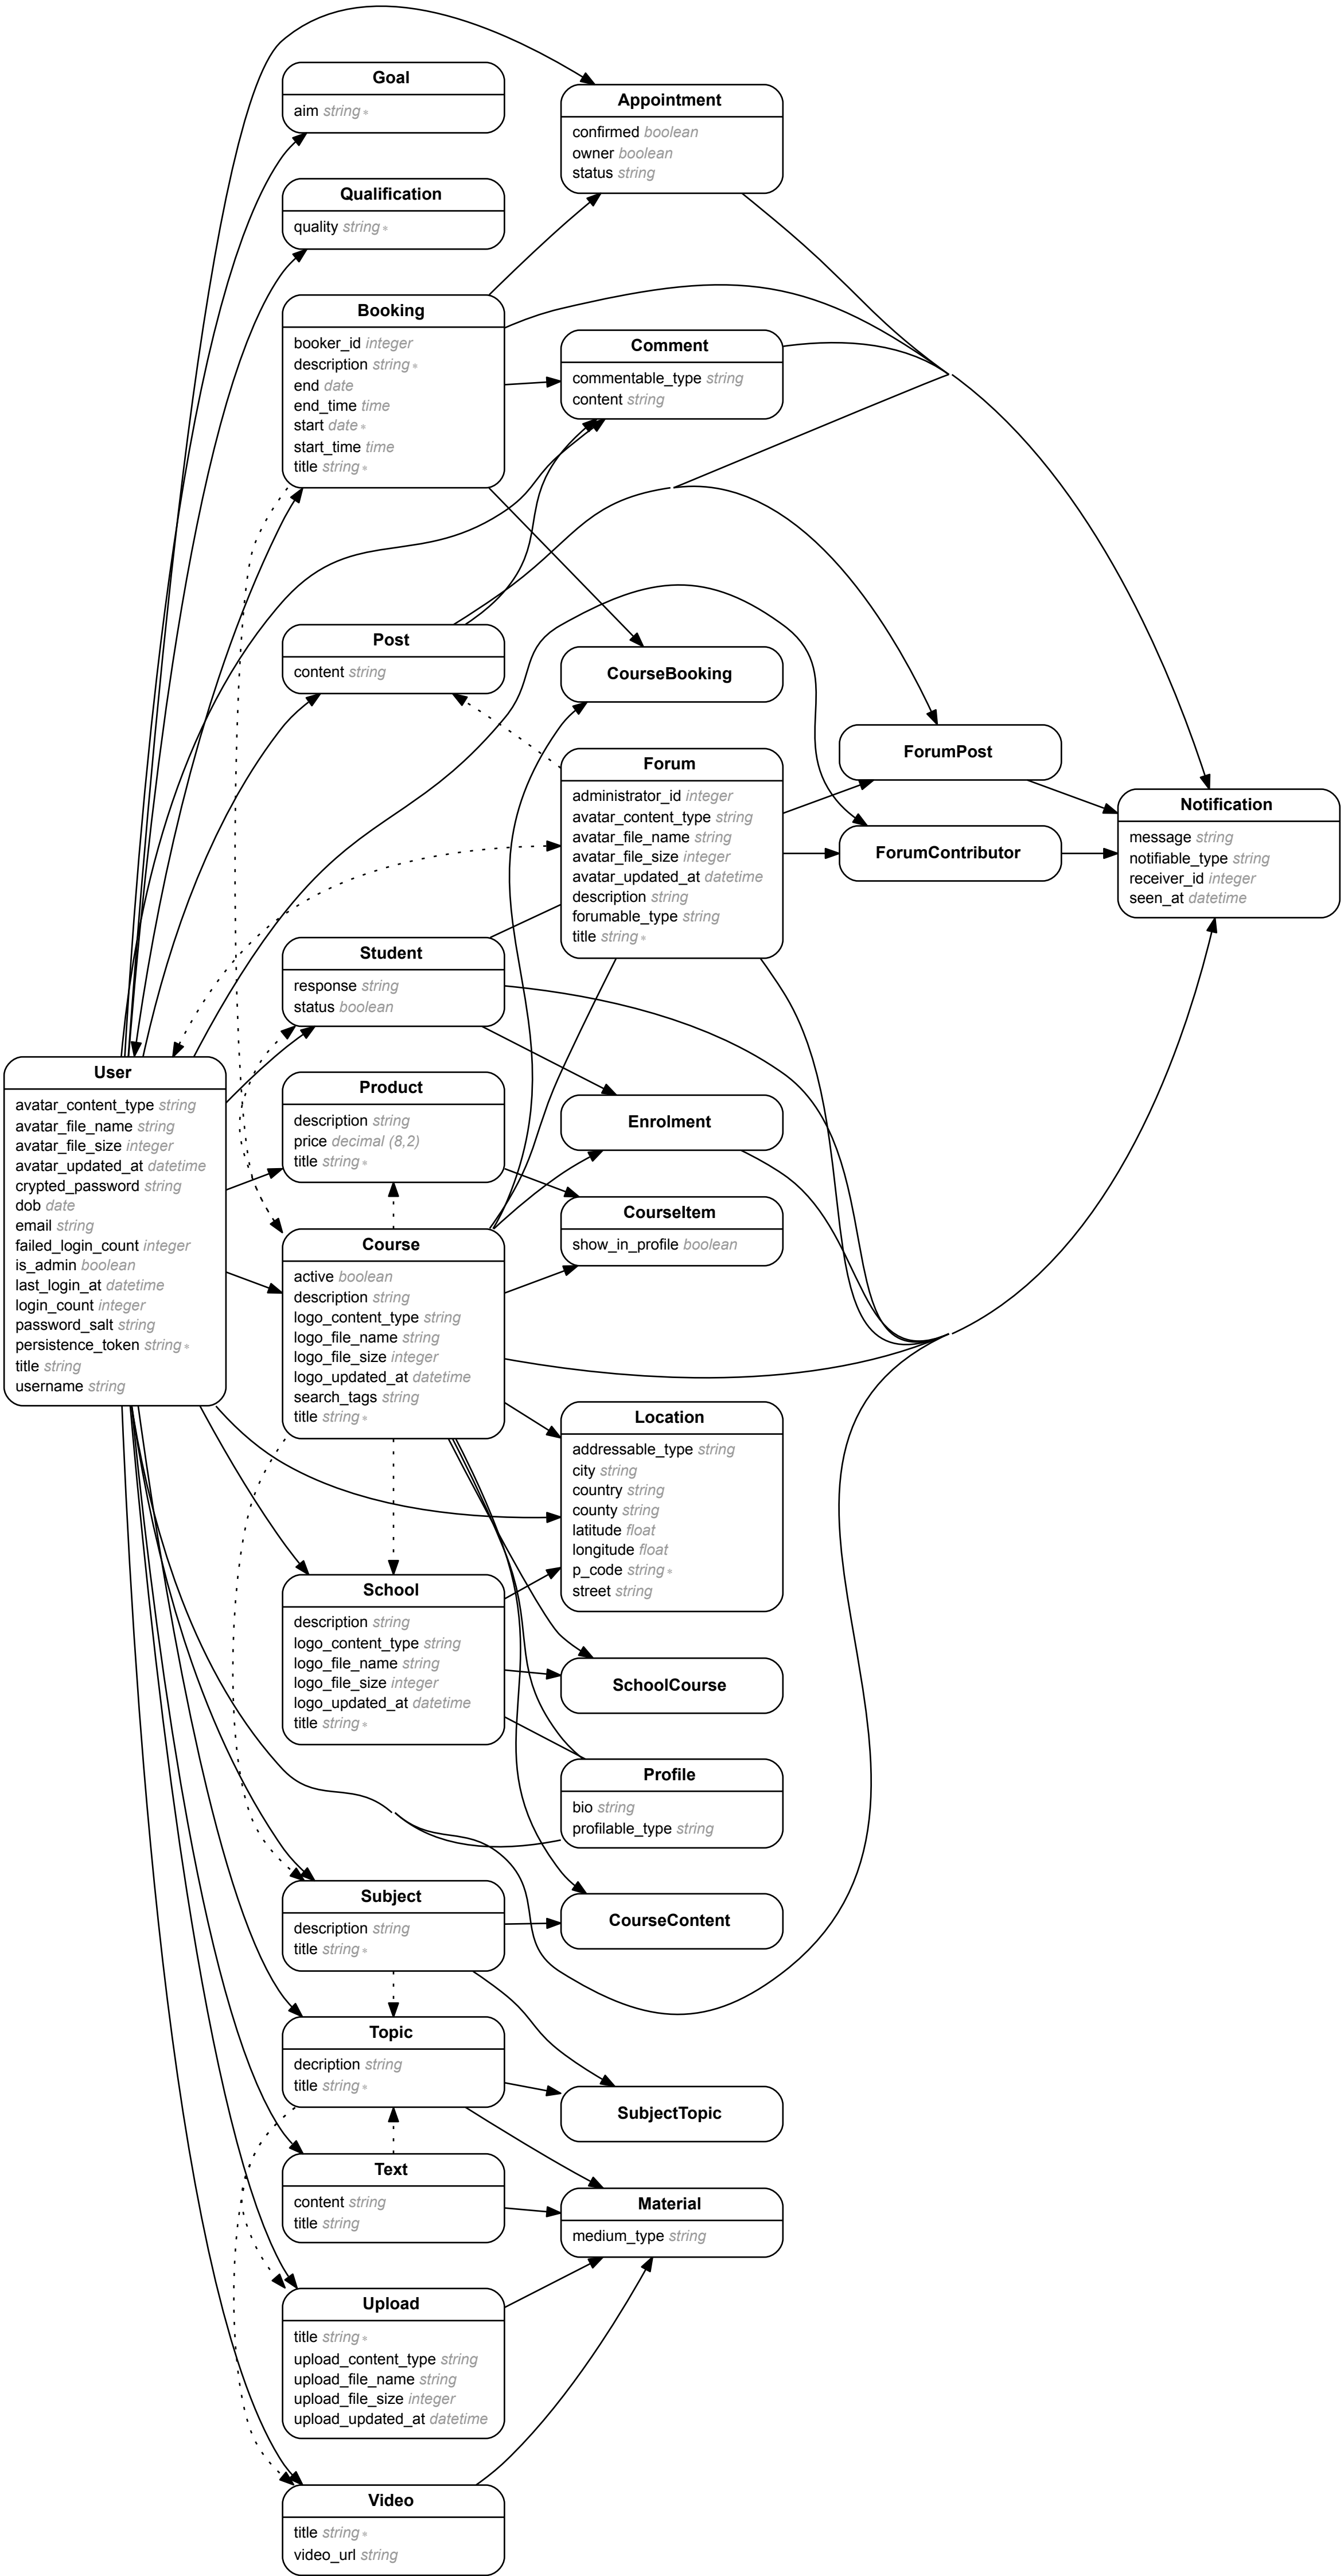 Goal
aim string*
Appointment
confirmed boolean
owner boolean
status string
Qualification
quality string*
Booking
booker_id integer
description string*
end date
end_time time
start date*
start_time time
title string*
Comment
commentable_type string
content string
Post
content string
CourseBooking
Forum
administrator_id integer
avatar_content_type string
avatar_file_name string
avatar_file_size integer
avatar_updated_at datetime
description string
forumable_type string
title string*
ForumPost
ForumContributor
Notification
message string
notifiable_type string
receiver_id integer
seen_at datetime
Student
response string
status boolean
User
avatar_content_type string
avatar_file_name string
avatar_file_size integer
avatar_updated_at datetime
crypted_password string
dob date
email string
failed_login_count integer
is_admin boolean
last_login_at datetime
login_count integer
password_salt string
persistence_token string*
title string
username string
Product
description string
price decimal (8,2)
title string*
Enrolment
CourseItem
show_in_profile boolean
Course
active boolean
description string
logo_content_type string
logo_file_name string
logo_file_size integer
logo_updated_at datetime
search_tags string
title string*
Location
addressable_type string
city string
country string
county string
latitude float
longitude float
p_code string*
street string
School
description string
logo_content_type string
logo_file_name string
logo_file_size integer
logo_updated_at datetime
title string*
SchoolCourse
Profile
bio string
profilable_type string
Subject
description string
title string*
CourseContent
Topic
decription string
title string*
SubjectTopic
Text
content string
title string
Material
medium_type string
Upload
title string*
upload_content_type string
upload_file_name string
upload_file_size integer
upload_updated_at datetime
Video
title string*
video_url string